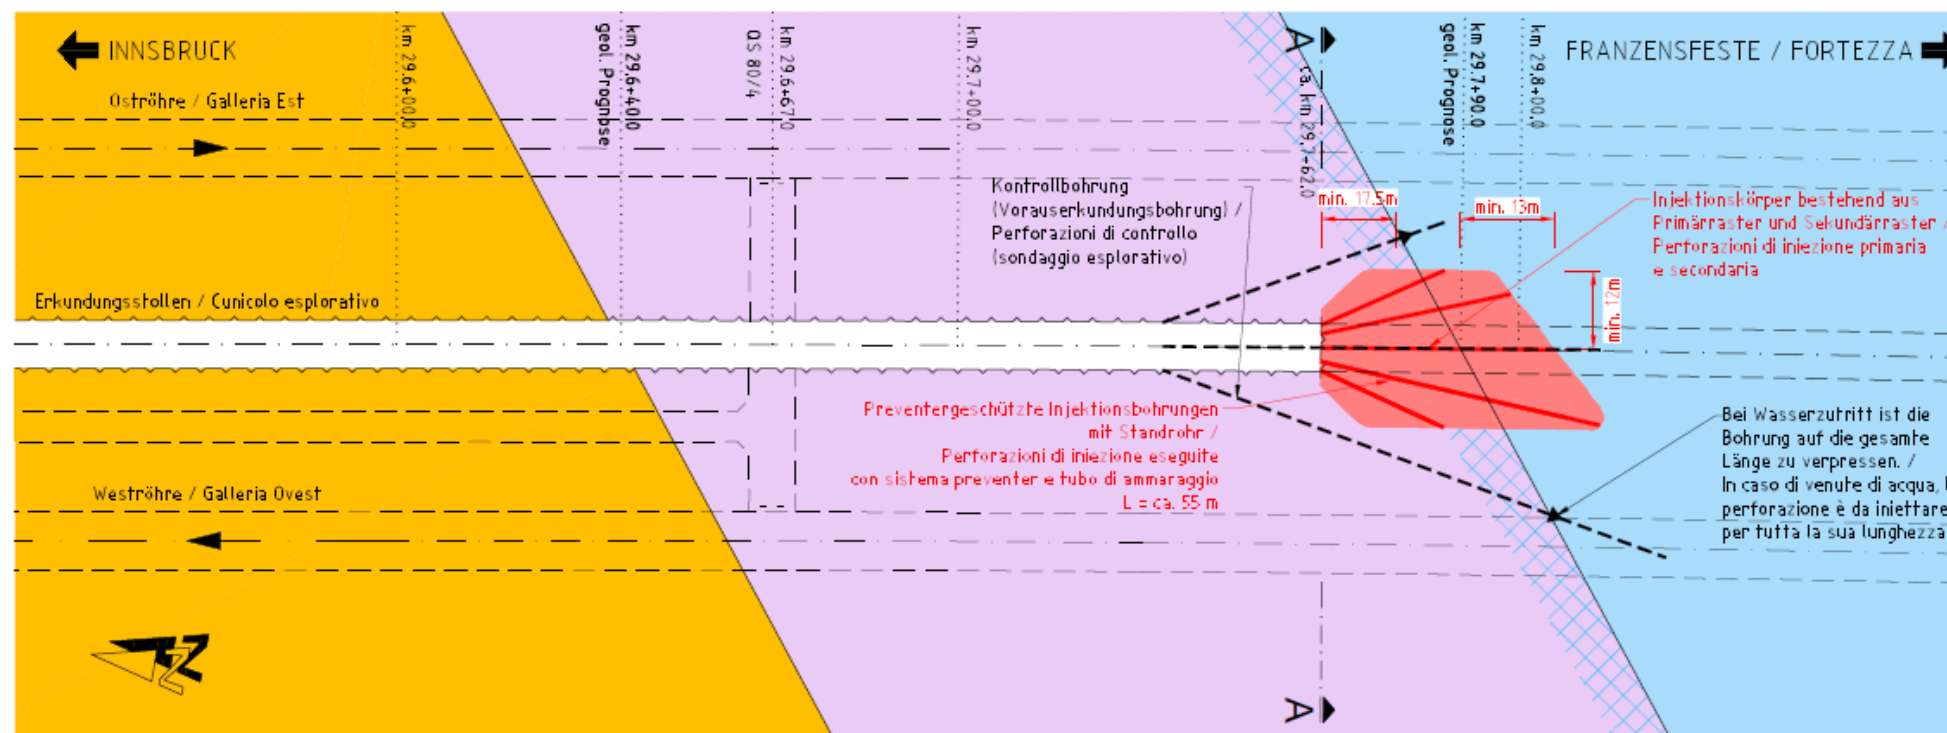 INNSBRUCK
Oströhre / Galleria Est
km 29.6+00.0
km 29.6+40.0
geol. Prognose
QS 80/4
km 29.6+67.0
km 29.7+00.0
A
ca. km 29.7+62.0
km 29.7+90.0
geol. Prognose
km 29.8+00.0
FRANZENSFESTE / FORTEZZA
Kontrollbohrung
(Vorauserkundungsbohrung) /
Perforazioni di controllo
(sondaggio esplorativo)
min. 17.5m
min. 13m
min. 12m
Injektionskörper bestehend aus
Primärraster und Sekundärraster /
Perforazioni di iniezione primaria
e secondaria
Erkundungsstollen / Cunicolo esplorativo
Preventergeschützte Injektionsbohrungen
mit Standrohr /
Perforazioni di iniezione eseguite
con sistema preventer e tubo di ammaraggio
L = ca. 55 m
Bei Wasserzutritt ist die
Bohrung auf die gesamte
Länge zu verpressen. /
In caso di venute di acqua,
perforazione è da iniettare
per tutta la sua lunghezza
Weströhre / Galleria Ovest
A